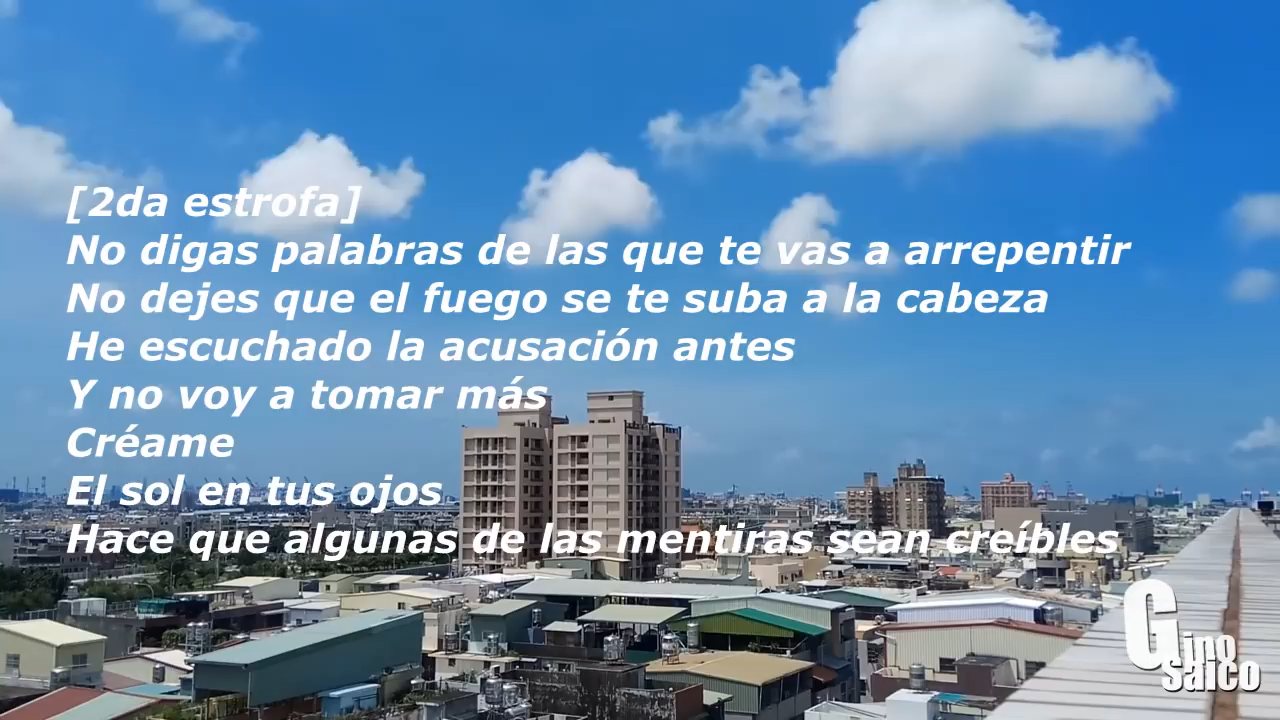 [2da estrofa]
No digas palabras de las que te vas a arrepentir
No dejes que el fuego se te suba a la cabeza
He escuchado la acusación antes
Y no voy a tomar más
Créame
El sol en tus ojos
Hace que algunas de las mentiras sean creíbles
Gino
saico